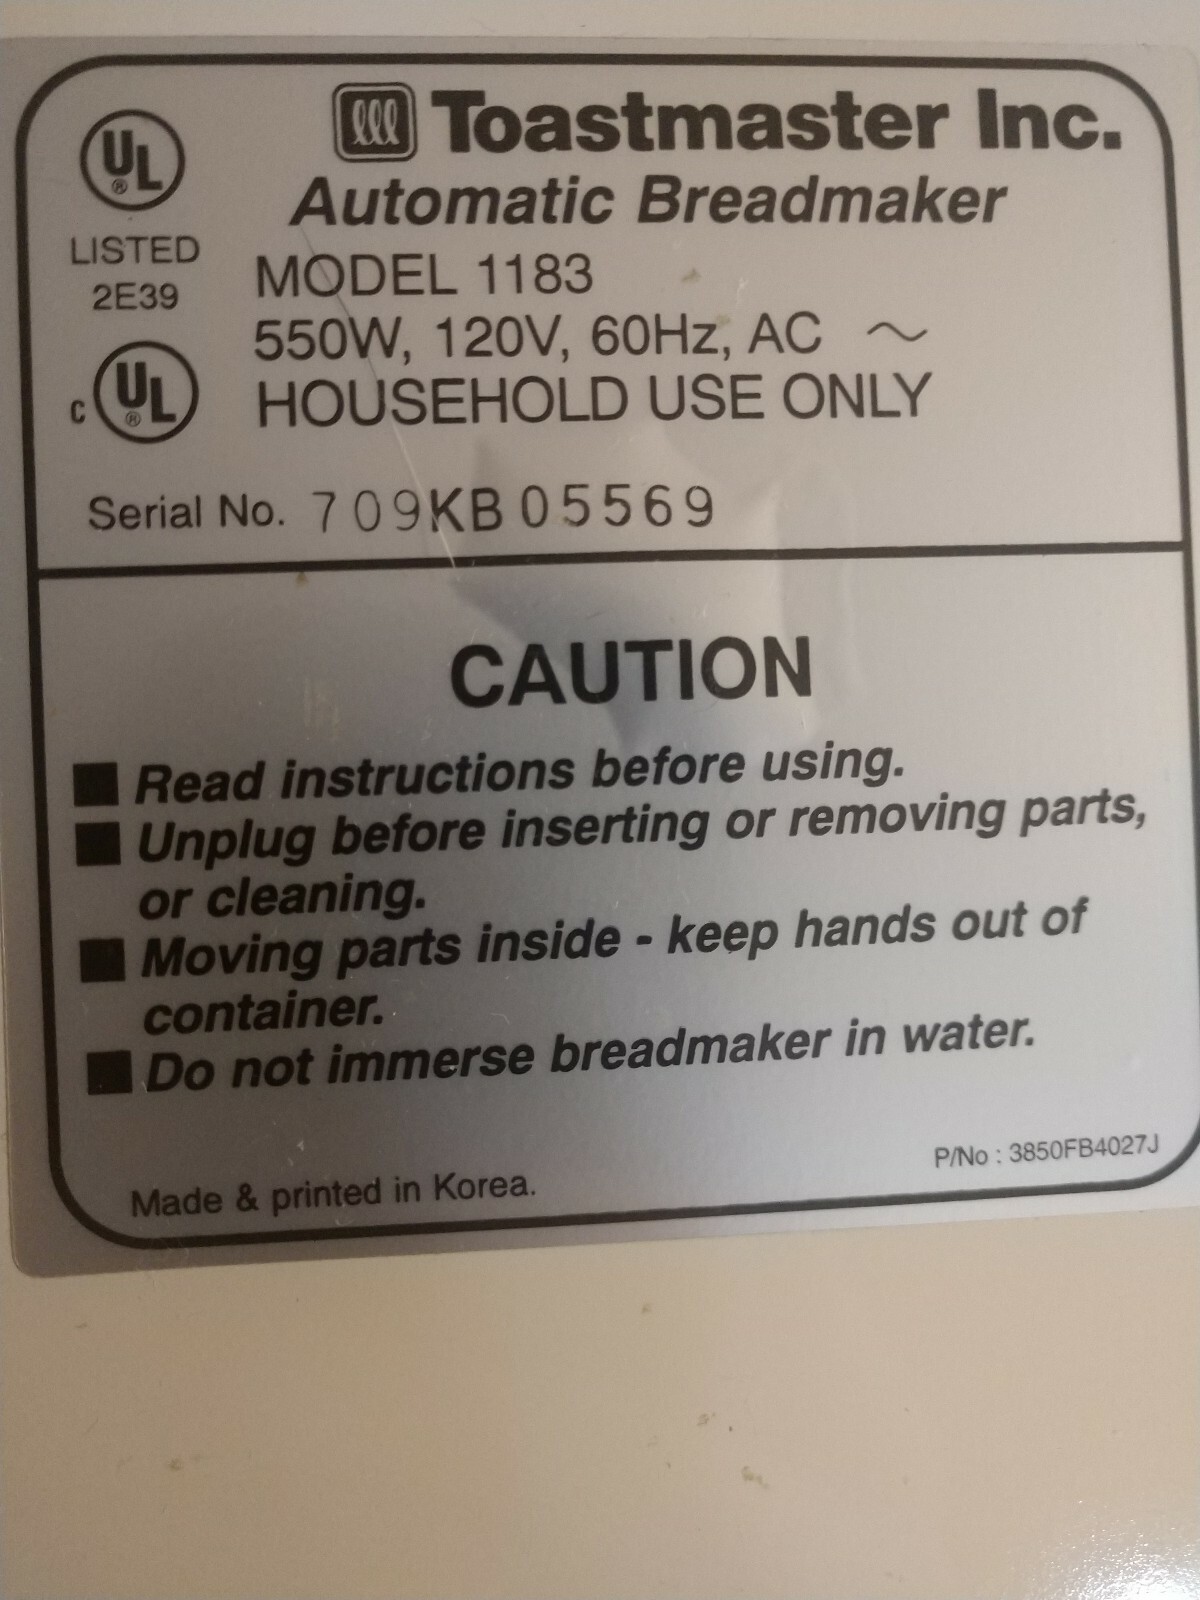 UL®
LISTED
2E39
c UL®
Toastmaster Inc.
Automatic Breadmaker
MODEL 1183
550W, 120V, 60Hz, AC ~
HOUSEHOLD USE ONLY
Serial No. 709KB05569
CAUTION
■ Read instructions before using.
■ Unplug before inserting or removing parts,
or cleaning.
■ Moving parts inside - keep hands out of
container.
■ Do not immerse breadmaker in water.
P/No : 3850FB4027J
Made & printed in Korea.